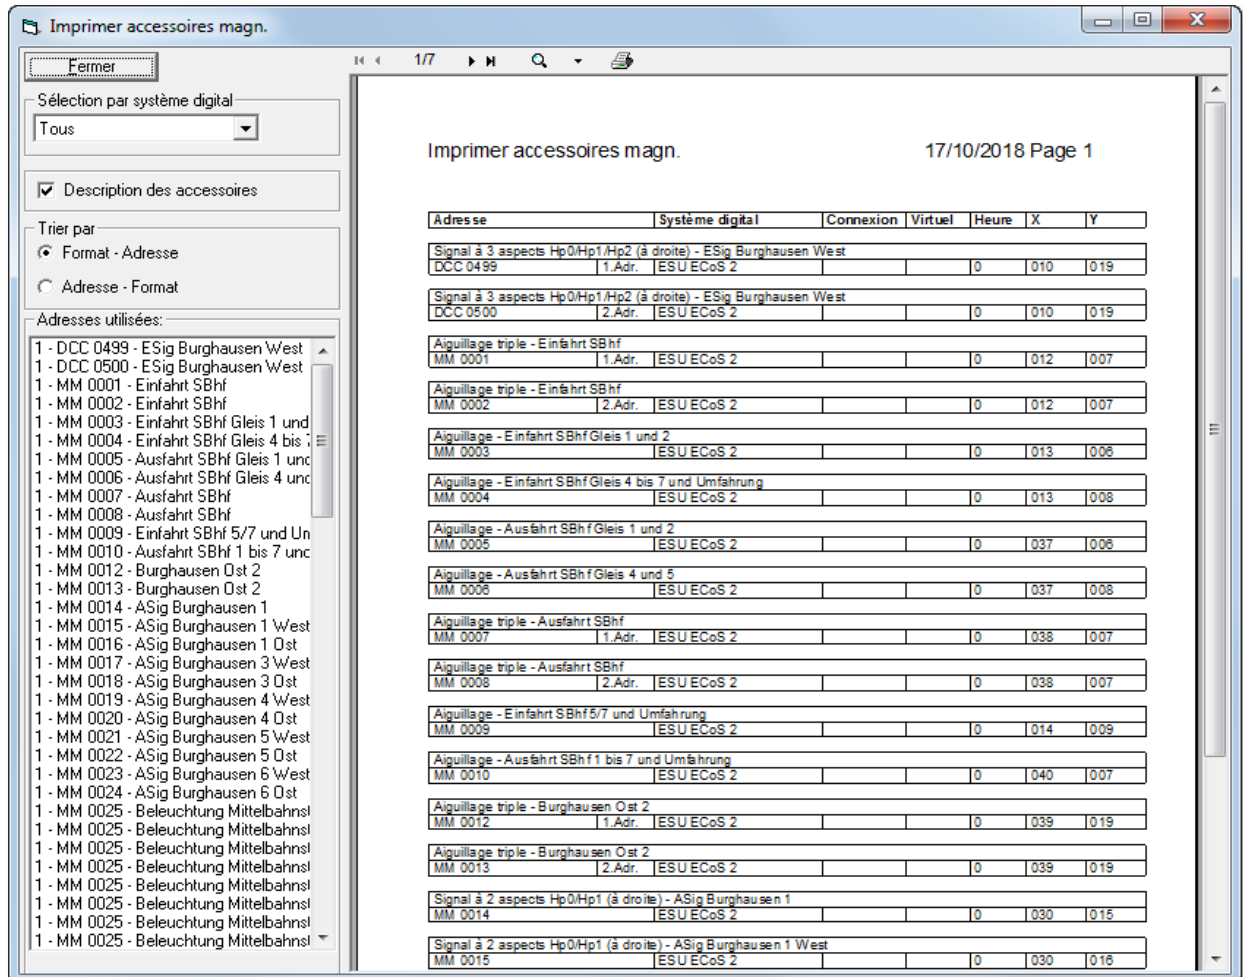 Imprimer accessoires magn.
Fermer
Sélection par système digital
Tous
Description des accessoires
Trier par
Format - Adresse
Adresse - Format
Adresses utilisées:
1 - DCC 0499 - ESig Burghausen West
1 - DCC 0500 - ESig Burghausen West
1 - MM 0001 - Einfahrt SBhf
1 - MM 0002 - Einfahrt SBhf
1 - MM 0003 - Einfahrt SBhf Gleis 1 und
1 - MM 0004 - Einfahrt SBhf Gleis 4 bis
1 - MM 0005 - Ausfahrt SBhf Gleis 1 und
1 - MM 0006 - Ausfahrt SBhf Gleis 4 und
1 - MM 0007 - Ausfahrt SBhf
1 - MM 0008 - Ausfahrt SBhf
1 - MM 0009 - Einfahrt SBhf 5/7 und Um
1 - MM 0010 - Ausfahrt SBhf 1 bis 7 und
1 - MM 0012 - Burghausen Ost 2
1 - MM 0013 - Burghausen Ost 2
1 - MM 0014 - ASig Burghausen 1
1 - MM 0015 - ASig Burghausen 1 West
1 - MM 0016 - ASig Burghausen 1 Ost
1 - MM 0017 - ASig Burghausen 3 West
1 - MM 0018 - ASig Burghausen 3 Ost
1 - MM 0019 - ASig Burghausen 4 West
1 - MM 0020 - ASig Burghausen 4 Ost
1 - MM 0021 - ASig Burghausen 5 West
1 - MM 0022 - ASig Burghausen 5 Ost
1 - MM 0023 - ASig Burghausen 6 West
1 - MM 0024 - ASig Burghausen 6 Ost
1 - MM 0025 - Beleuchtung Mittelbahns
1 - MM 0025 - Beleuchtung Mittelbahns
1 - MM 0025 - Beleuchtung Mittelbahns
1 - MM 0025 - Beleuchtung Mittelbahns
1 - MM 0025 - Beleuchtung Mittelbahns
1 - MM 0025 - Beleuchtung Mittelbahns
1 - MM 0025 - Beleuchtung Mittelbahns
1 - MM 0025 - Beleuchtung Mittelbahns
1/7
Imprimer accessoires magn. 17/10/2018 Page 1
Adresse Système digital Connexion Virtuel Heure X Y
Signal à 3 aspects Hp0/Hp1/Hp2 (à droite) - ESig Burghausen West
DCC 0499 1.Adr. ESU ECoS 2 0 010 019
Signal à 3 aspects Hp0/Hp1/Hp2 (à droite) - ESig Burghausen West
DCC 0500 2.Adr. ESU ECoS 2 0 010 019
Aiguillage triple - Einfahrt SBhf
MM 0001 1.Adr. ESU ECoS 2 0 012 007
Aiguillage triple - Einfahrt SBhf
MM 0002 2.Adr. ESU ECoS 2 0 012 007
Aiguillage - Einfahrt SBhf Gleis 1 und 2
MM 0003 ESU ECoS 2 0 013 006
Aiguillage - Einfahrt SBhf Gleis 4 bis 7 und Umfahrung
MM 0004 ESU ECoS 2 0 013 008
Aiguillage - Ausfahrt SBhf Gleis 1 und 2
MM 0005 ESU ECoS 2 0 037 006
Aiguillage - Ausfahrt SBhf Gleis 4 und 5
MM 0006 ESU ECoS 2 0 037 008
Aiguillage triple - Ausfahrt SBhf
MM 0007 1.Adr. ESU ECoS 2 0 038 007
Aiguillage triple - Ausfahrt SBhf
MM 0008 2.Adr. ESU ECoS 2 0 038 007
Aiguillage - Einfahrt SBhf 5/7 und Umfahrung
MM 0009 ESU ECoS 2 0 014 009
Aiguillage - Ausfahrt SBhf 1 bis 7 und Umfahrung
MM 0010 ESU ECoS 2 0 040 007
Aiguillage triple - Burghausen Ost 2
MM 0012 1.Adr. ESU ECoS 2 0 039 019
Aiguillage triple - Burghausen Ost 2
MM 0013 2.Adr. ESU ECoS 2 0 039 019
Signal à 2 aspects Hp0/Hp1 (à droite) - ASig Burghausen 1
MM 0014 ESU ECoS 2 0 030 015
Signal à 2 aspects Hp0/Hp1 (à droite) - ASig Burghausen 1 West
MM 0015 ESU ECoS 2 0 030 016